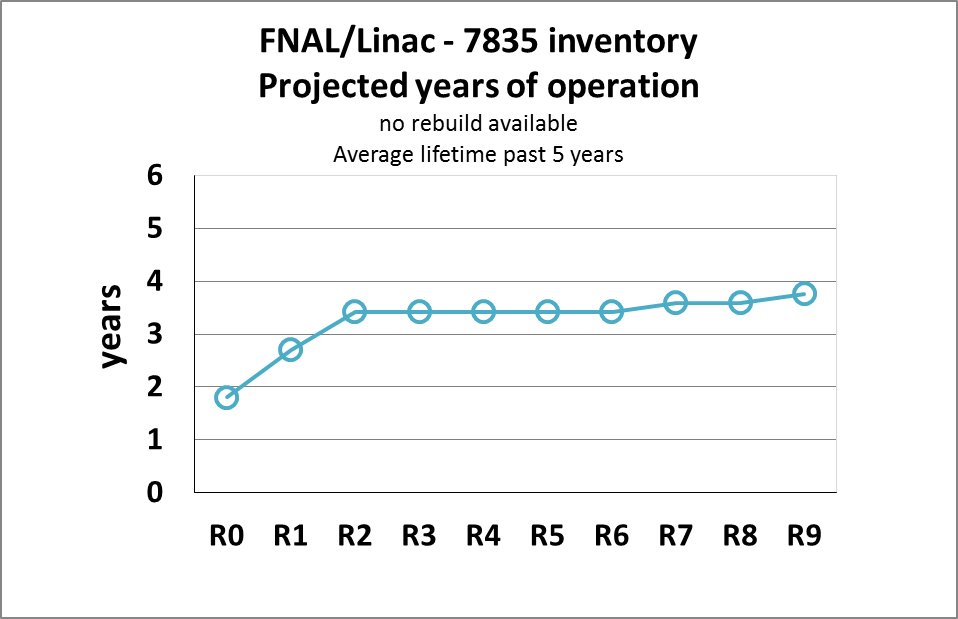 FNAL/Linac - 7835 inventory
Projected years of operation
no rebuild available
Average lifetime past 5 years
6
5
4
3
2
1
0
years
R0 R1 R2 R3 R4 R5 R6 R7 R8 R9